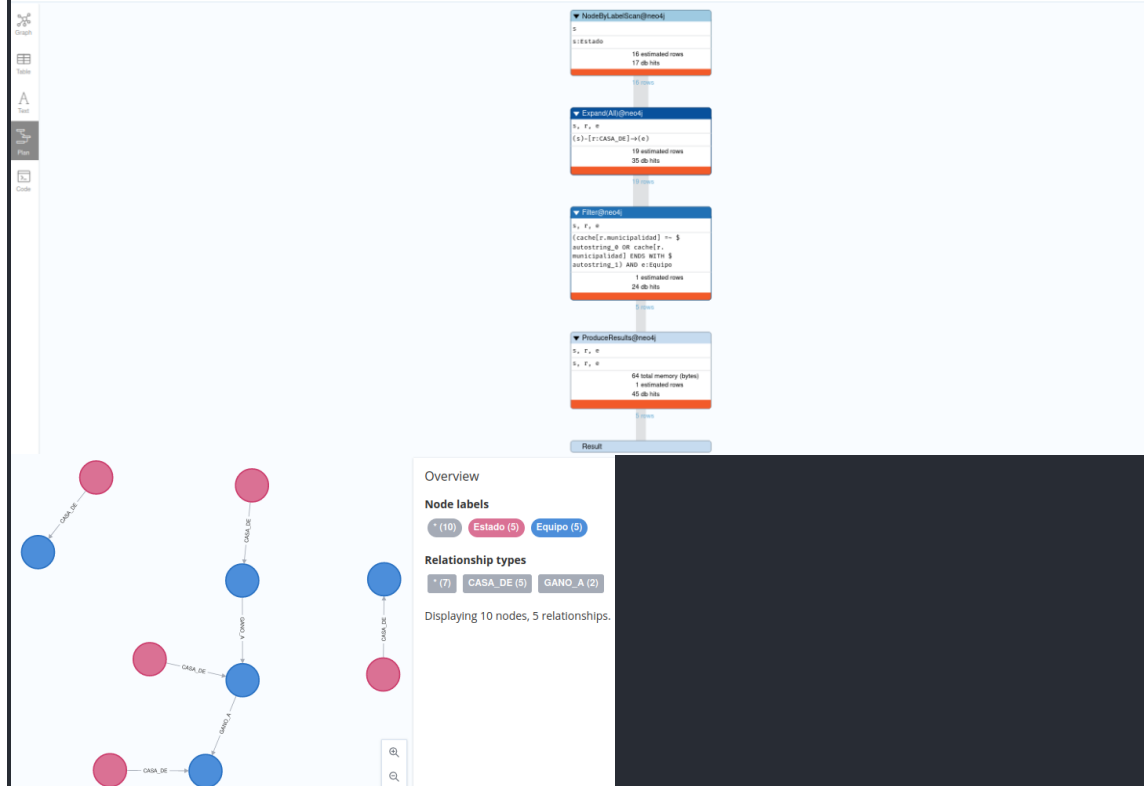 Graph
Table
A
Text
Plan
Code
NodeByLabelScan@neo4j
s
s:Estado
16 estimated rows
17 db hits
16 rows
Expand(All)@neo4j
s, r, e
(s)-[r:CASA_DE]->(e)
19 estimated rows
35 db hits
19 rows
Filter@neo4j
s, r, e
(cache[r.municipalidad] =~ $
autostring_0 OR cache[r.
municipalidad] ENDS WITH $
autostring_1) AND e:Equipo
1 estimated rows
24 db hits
5 rows
ProduceResults@neo4j
s, r, e
s, r, e
64 total memory (bytes)
1 estimated rows
45 db hits
5 rows
Result
CASA_DE
CASA_DE
GANO_A
CASA_DE
CASA_DE
GANO_A
CASA_DE
Overview
Node labels
* (10) Estado (5) Equipo (5)
Relationship types
* (7) CASA_DE (5) GANO_A (2)
Displaying 10 nodes, 5 relationships.